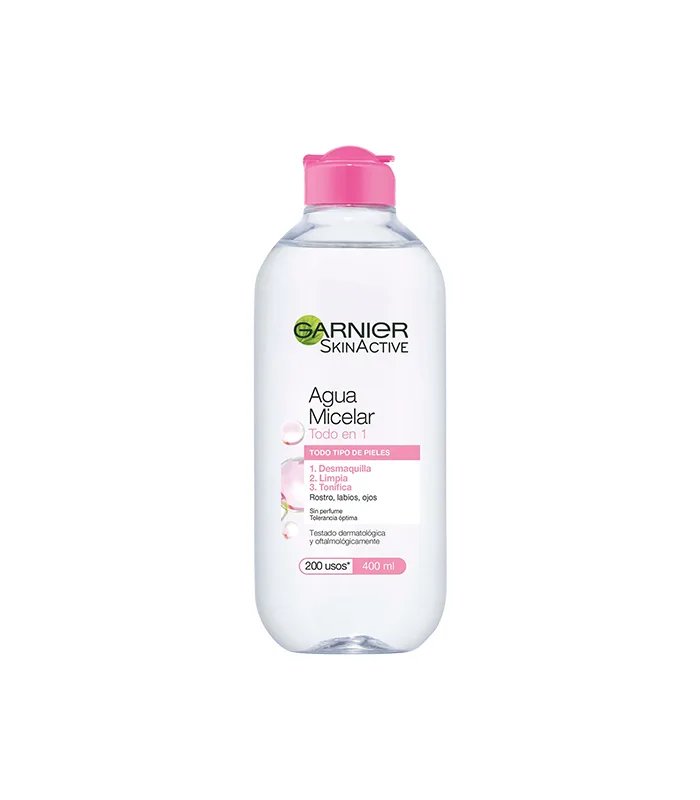 GARNIER
SKINACTIVE
Agua
Micelar
Todo en 1
TODO TIPO DE PIELES
1. Desmaquilla
2. Limpia
3. Tonifica
Rostro, labios, ojos
Sin perfume
Tolerancia óptima
Testado dermatológica
y oftalmológicamente
200 usos* 400 ml